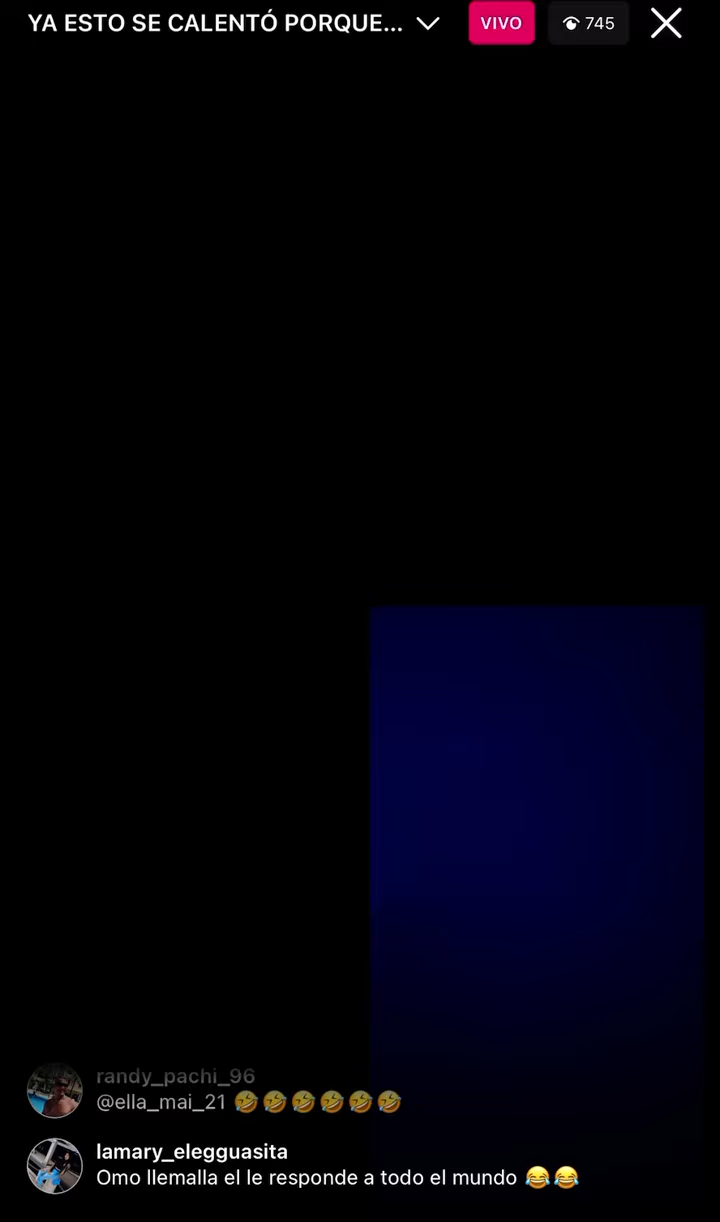 YA ESTO SE CALENTÓ PORQUE...
VIVO
745
randy_pachi_96
@ella_mai_21 🤣🤣🤣🤣🤣🤣
lamary_elegguasita
Omo llemalla el le responde a todo el mundo 😂😂